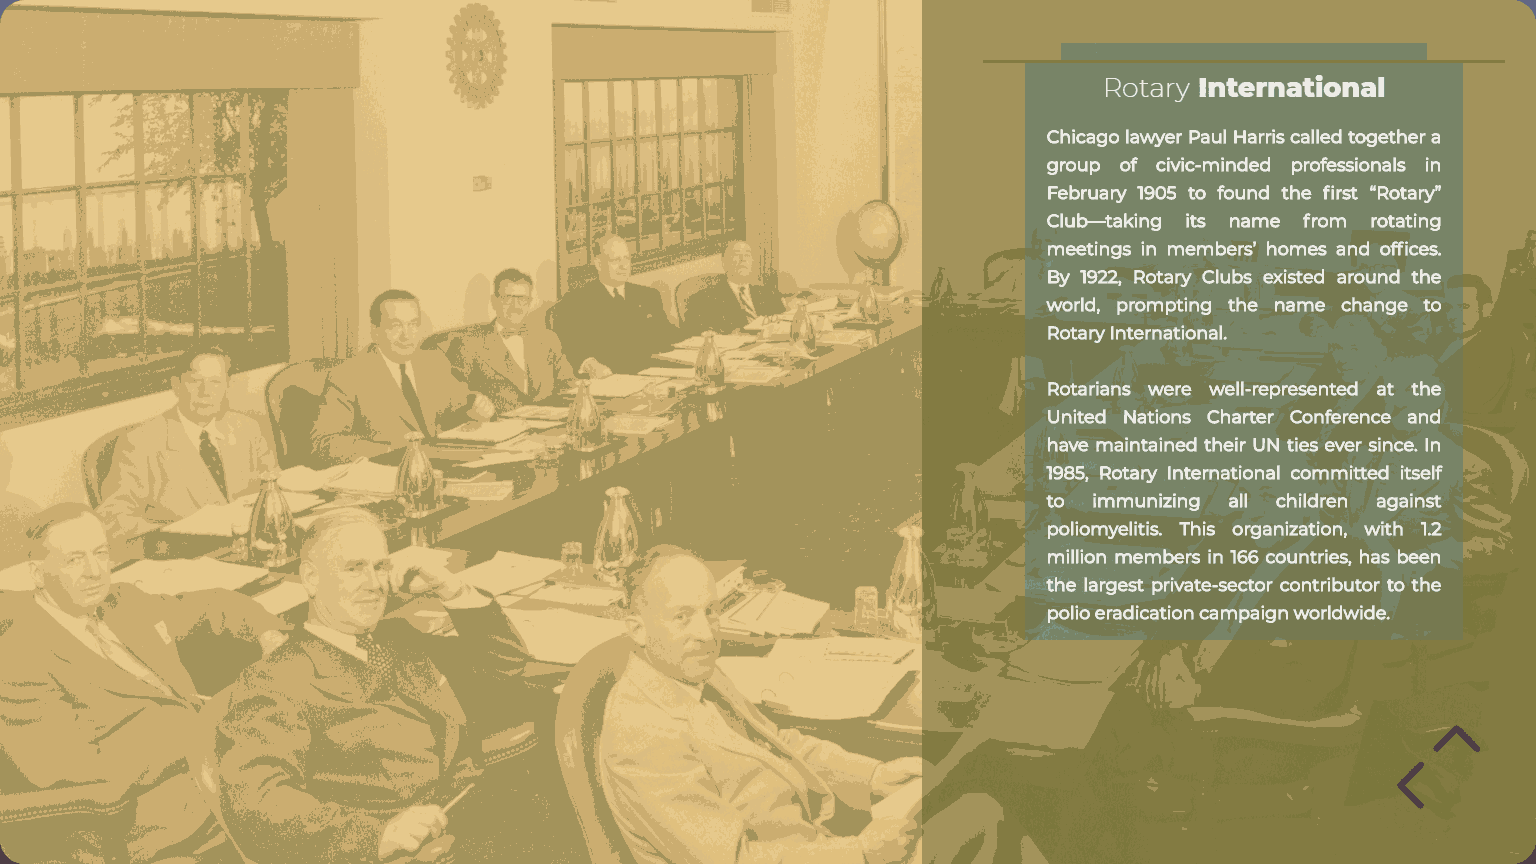 Rotary International
Chicago lawyer Paul Harris called together a
group of civic-minded professionals in
February 1905 to found the first “Rotary”
Club—taking its name from rotating
meetings in members’ homes and offices.
By 1922, Rotary Clubs existed around the
world, prompting the name change to
Rotary International.
Rotarians were well-represented at the
United Nations Charter Conference and
have maintained their UN ties ever since. In
1985, Rotary International committed itself
to immunizing all children against
poliomyelitis. This organization, with 1.2
million members in 166 countries, has been
the largest private-sector contributor to the
polio eradication campaign worldwide.